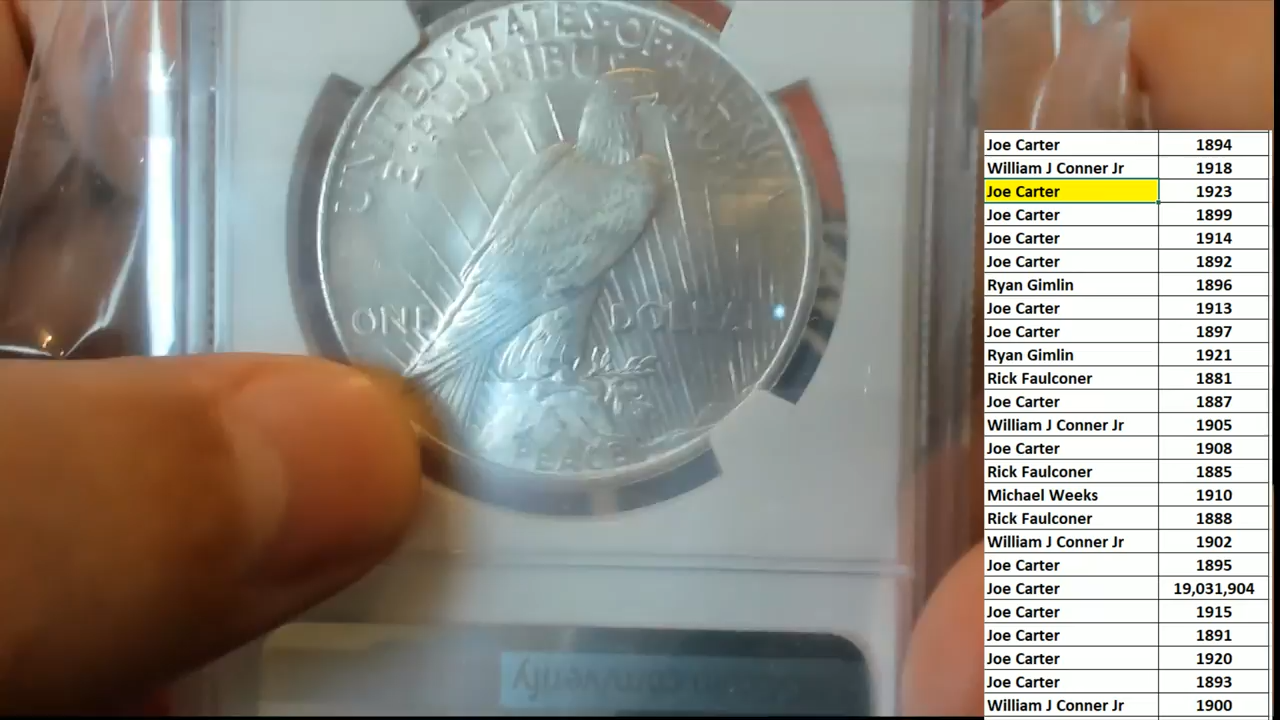 UNITED·STATES·OF·AMERICA
E·PLURIBUS
UNUM
ONE DOLLAR
PEACE
Joe Carter 1894
William J Conner Jr 1918
Joe Carter 1923
Joe Carter 1899
Joe Carter 1914
Joe Carter 1892
Ryan Gimlin 1896
Joe Carter 1913
Joe Carter 1897
Ryan Gimlin 1921
Rick Faulconer 1881
Joe Carter 1887
William J Conner Jr 1905
Joe Carter 1908
Rick Faulconer 1885
Michael Weeks 1910
Rick Faulconer 1888
William J Conner Jr 1902
Joe Carter 1895
Joe Carter 19,031,904
Joe Carter 1915
Joe Carter 1891
Joe Carter 1920
Joe Carter 1893
William J Conner Jr 1900